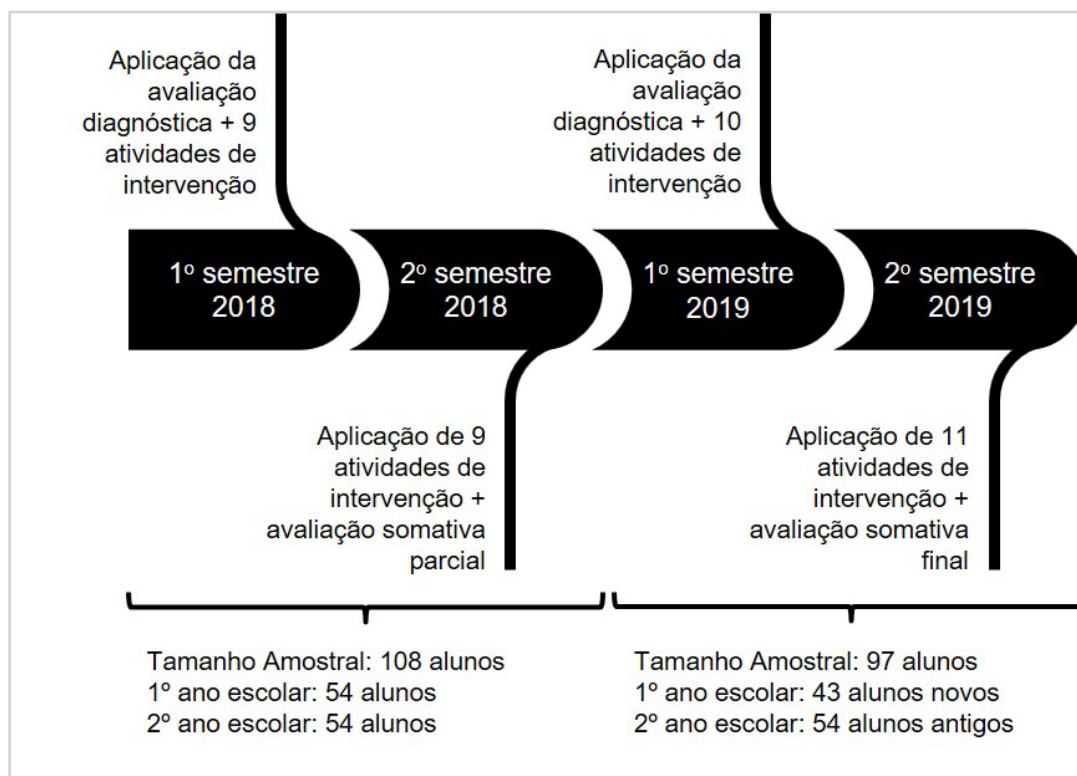 Aplicação da
avaliação
diagnóstica + 9
atividades de
intervenção
Aplicação da
avaliação
diagnóstica + 10
atividades de
intervenção
1º semestre
2018
2º semestre
2018
1º semestre
2019
2º semestre
2019
Aplicação de 9
atividades de
intervenção +
avaliação somativa
parcial
Aplicação de 11
atividades de
intervenção +
avaliação somativa
final
Tamanho Amostral: 108 alunos
1º ano escolar: 54 alunos
2º ano escolar: 54 alunos
Tamanho Amostral: 97 alunos
1º ano escolar: 43 alunos novos
2º ano escolar: 54 alunos antigos